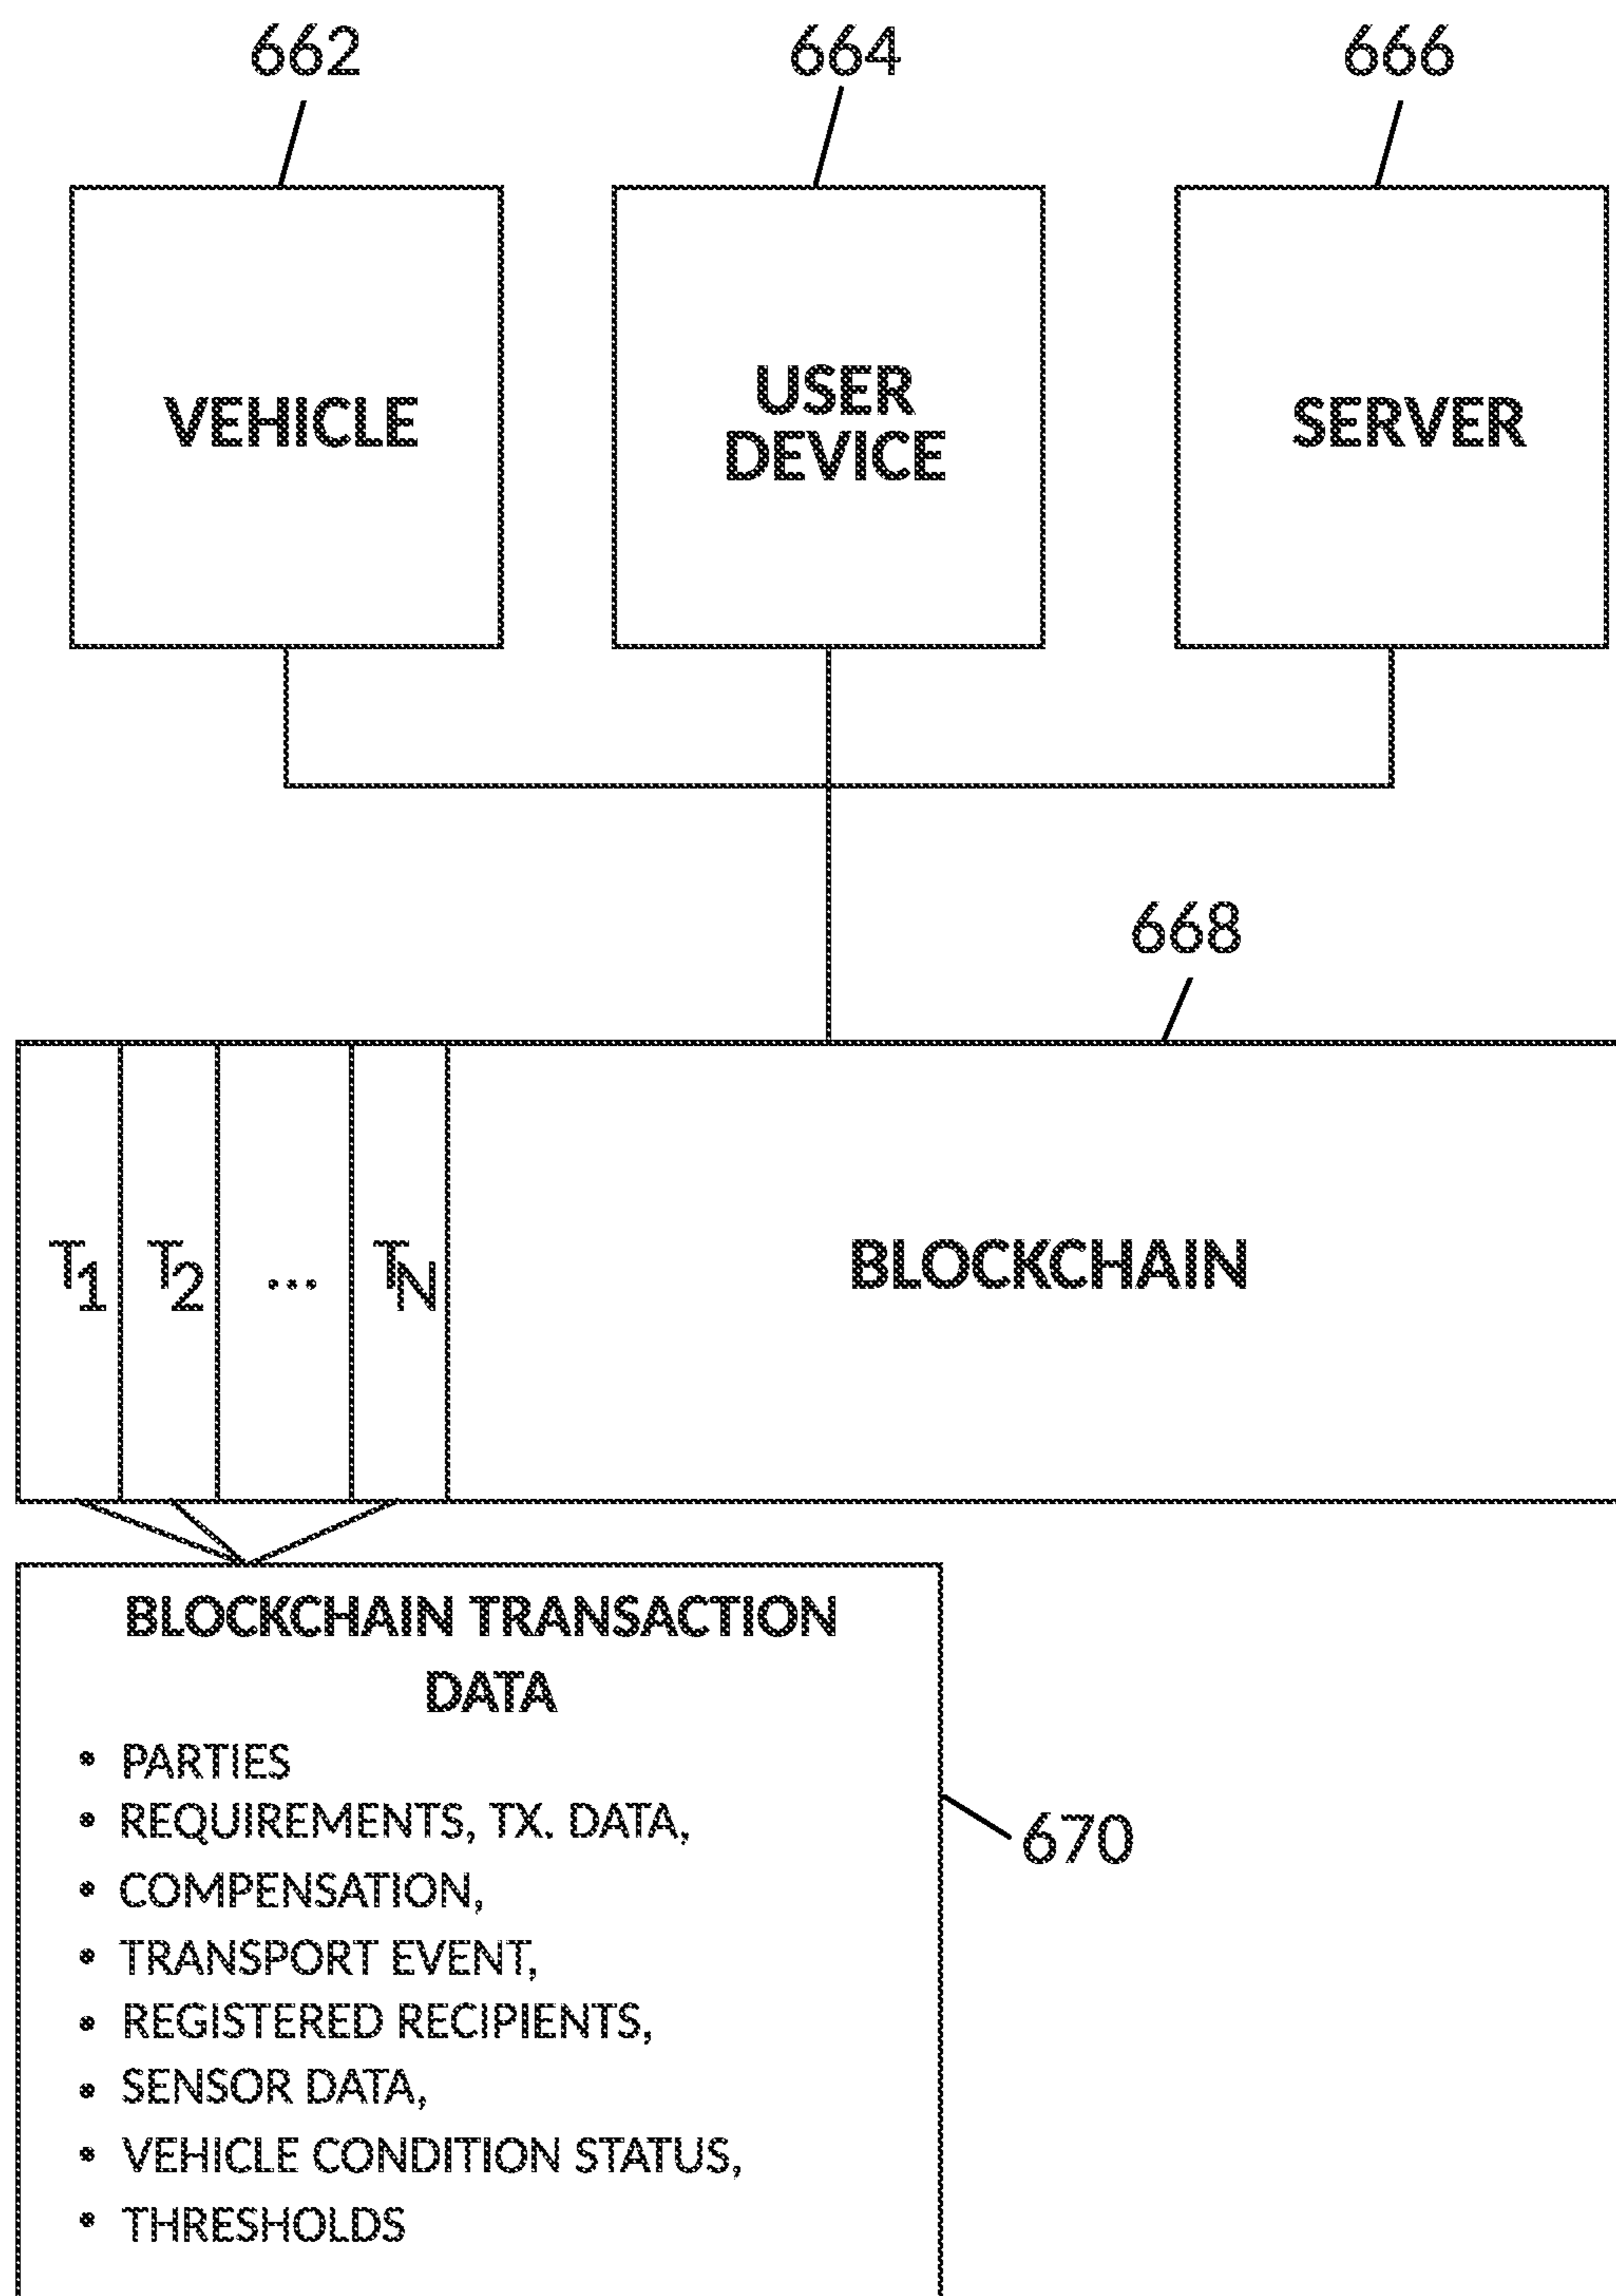 662
664
666
VEHICLE
USER
DEVICE
SERVER
668
T1
T2
...
TN
BLOCKCHAIN
BLOCKCHAIN TRANSACTION
DATA
• PARTIES
• REQUIREMENTS, TX. DATA,
• COMPENSATION,
• TRANSPORT EVENT,
• REGISTERED RECIPIENTS,
• SENSOR DATA,
• VEHICLE CONDITION STATUS,
• THRESHOLDS
670